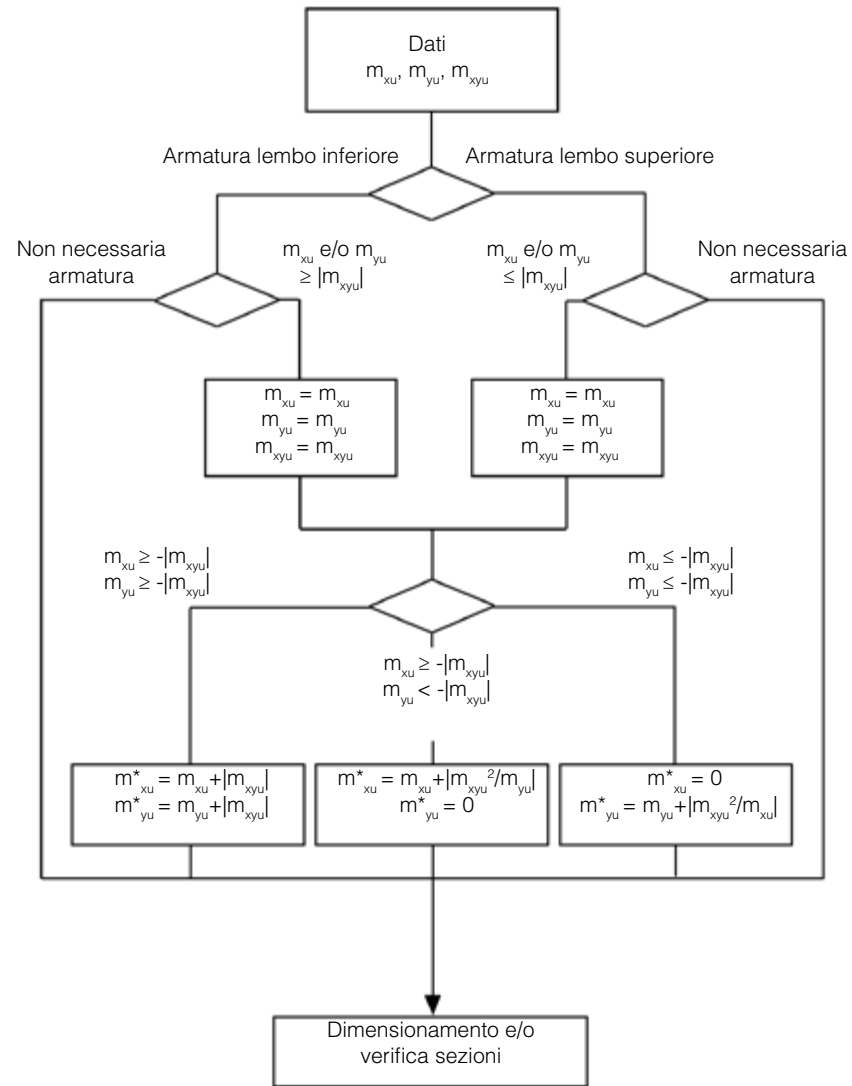 Dati
m_xu, m_yu, m_xyu
Armatura lembo inferiore
Armatura lembo superiore
Non necessaria
armatura
m_xu e/o m_yu
≥ |m_xyu|
m_xu e/o m_yu
≤ |m_xyu|
Non necessaria
armatura
m_xu = m_xu
m_yu = m_yu
m_xyu = m_xyu
m_xu = m_xu
m_yu = m_yu
m_xyu = m_xyu
m_xu ≥ -|m_xyu|
m_yu ≥ -|m_xyu|
m_xu ≤ -|m_xyu|
m_yu ≤ -|m_xyu|
m_xu ≥ -|m_xyu|
m_yu < -|m_xyu|
m*_xu = m_xu+|m_xyu|
m*_yu = m_yu+|m_xyu|
m*_xu = m_xu+|m_xyu²/m_yu|
m*_yu = 0
m*_xu = 0
m*_yu = m_yu+|m_xyu²/m_xu|
Dimensionamento e/o
verifica sezioni